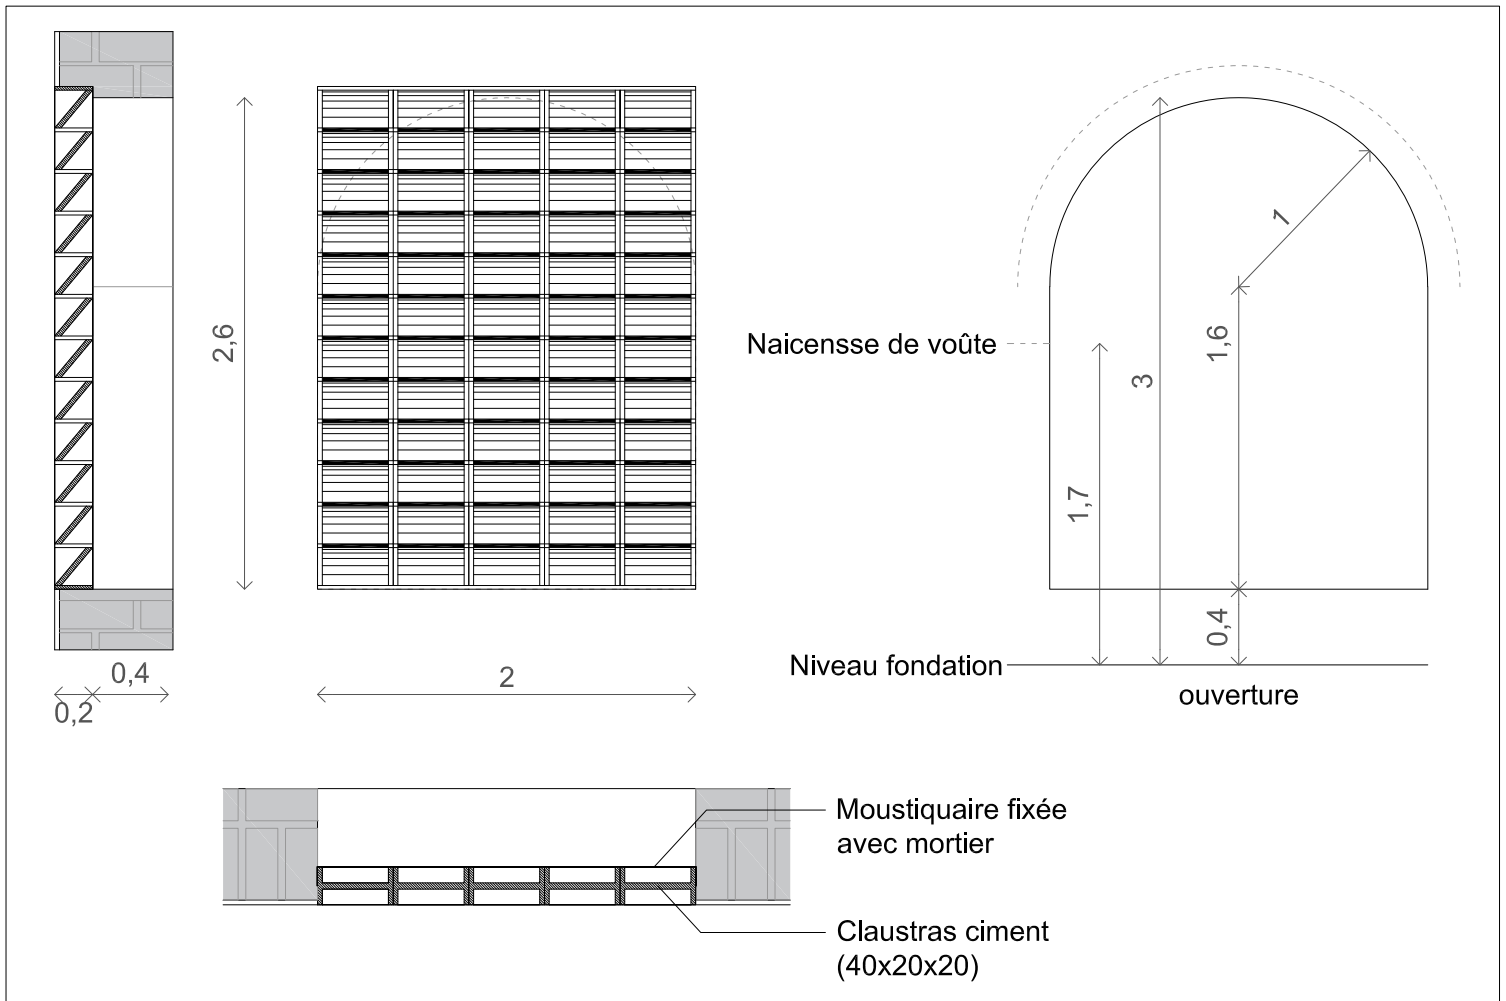 2,6
0,4
0,2
2
Naicensse de voûte
1
1,6
3
1,7
0,4
Niveau fondation
ouverture
Moustiquaire fixée
avec mortier
Claustras ciment
(40x20x20)